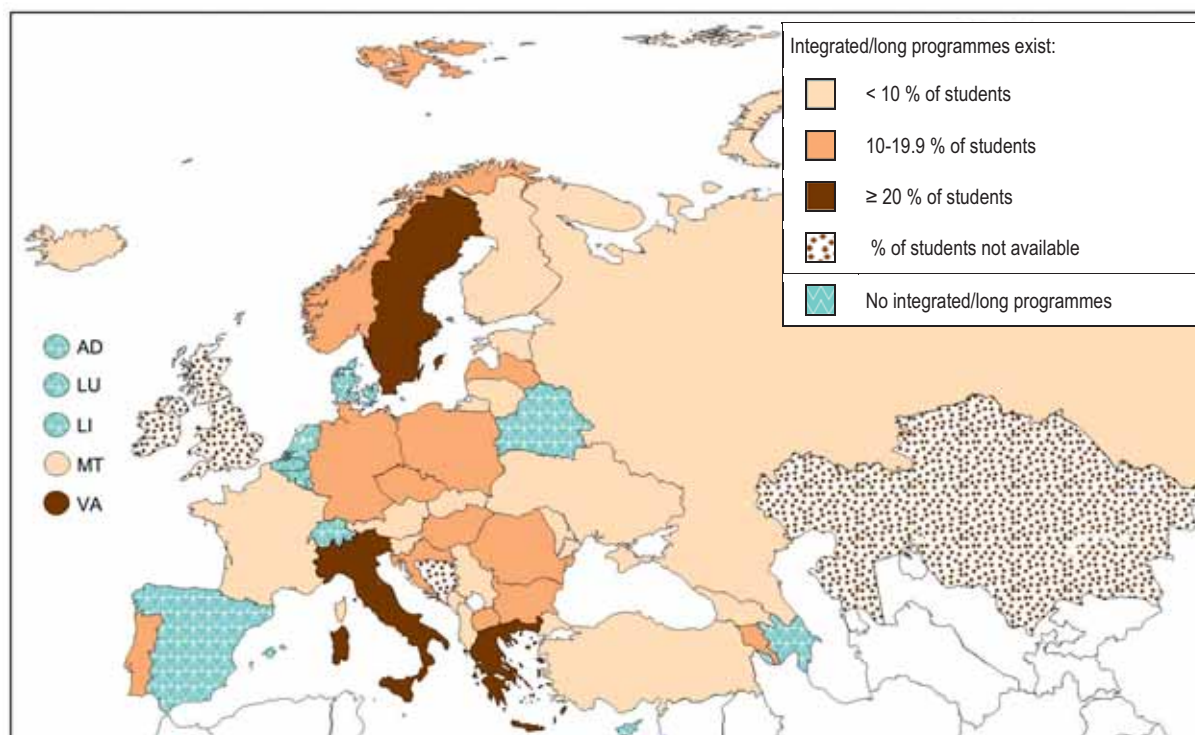 Integrated/long programmes exist:
< 10 % of students
10-19.9 % of students
≥ 20 % of students
% of students not available
No integrated/long programmes
AD
LU
LI
MT
VA